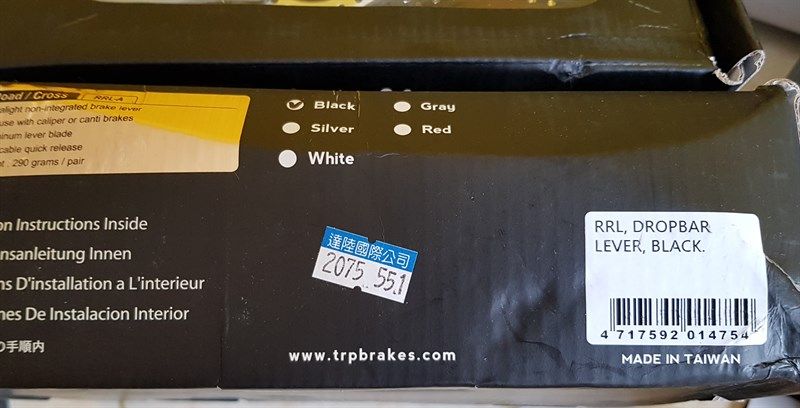 Road / Cross RRL-A
alight non-integrated brake lever
use with caliper or canti brakes
minum lever blade
cable quick release
290 grams / pair
Black
Gray
Silver
Red
White
on Instructions Inside
nsanleitung Innen
ns D'installation a L'interieur
nes De Instalacion Interior
の手順内
達陸國際公司
2075 551
www.trpbrakes.com
RRL, DROPBAR
LEVER, BLACK.
4 717592 014754
MADE IN TAIWAN